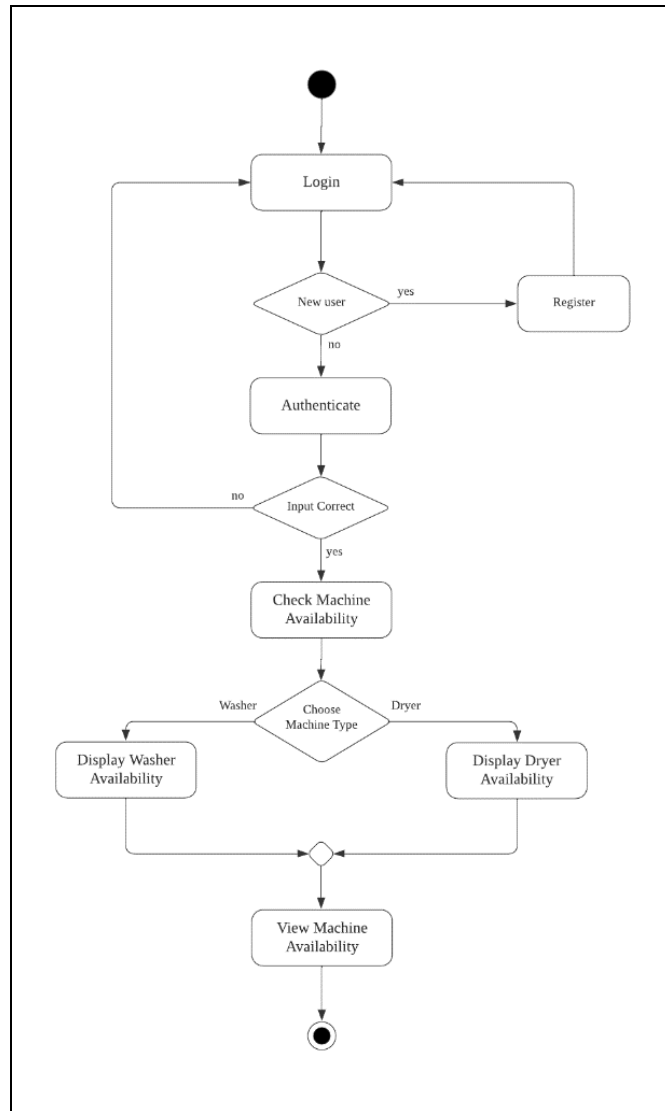 Login
New user
yes
Register
no
Authenticate
no
Input Correct
yes
Check Machine
Availability
Washer
Choose
Machine Type
Dryer
Display Washer
Availability
Display Dryer
Availability
View Machine
Availability